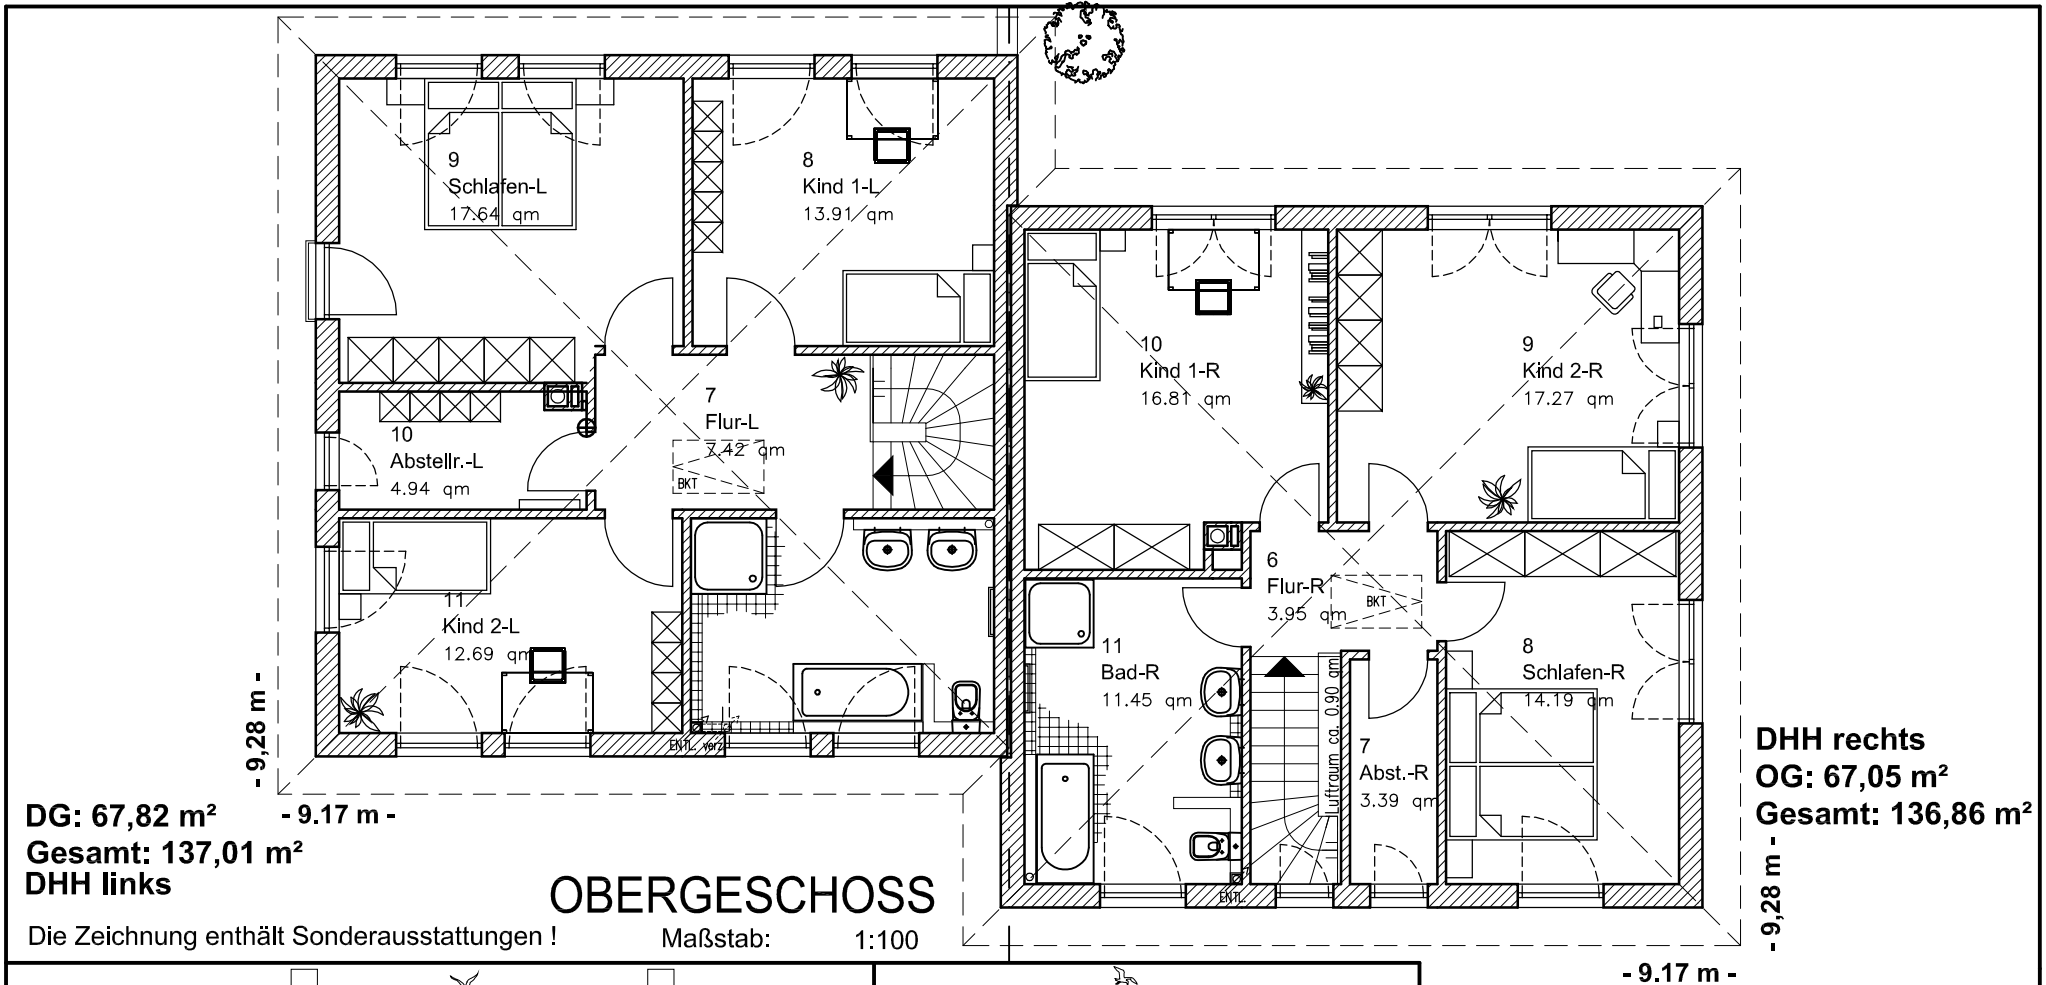 9
Schlafen-L
17.64 qm
8
Kind 1-L
13.91 qm
10
Kind 1-R
16.81 qm
9
Kind 2-R
17.27 qm
7
Flur-L
7.42 qm
BKT
10
Abstellr.-L
4.94 qm
11
Kind 2-L
12.69 qm
ENTL. verz.
6
Flur-R
3.95 qm
BKT
11
Bad-R
11.45 qm
Luftraum ca. 0.90 qm
7
Abst.-R
3.39 qm
8
Schlafen-R
14.19 qm
ENTL.
- 9,28 m -
- 9.17 m -
DG: 67,82 m²
Gesamt: 137,01 m²
DHH links
DHH rechts
OG: 67,05 m²
Gesamt: 136,86 m²
- 9,28 m -
- 9.17 m -
OBERGESCHOSS
Die Zeichnung enthält Sonderausstattungen !
Maßstab: 1:100